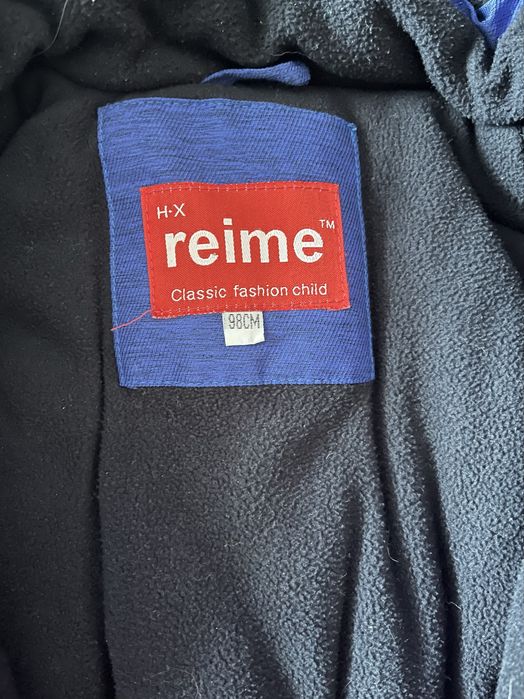 H-X
reime™
Classic fashion child
98CM